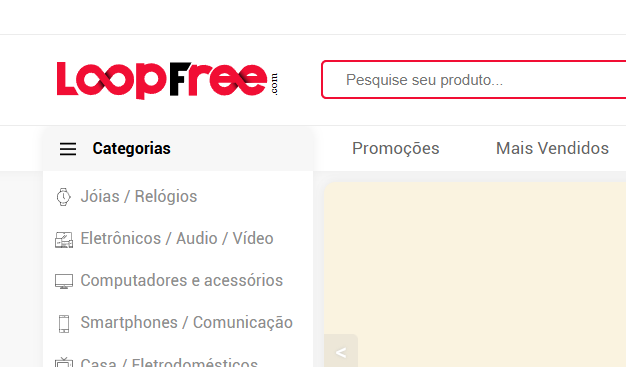 LoopFree.com
Pesquise seu produto...
Categorias
Promoções
Mais Vendidos
Jóias / Relógios
Eletrônicos / Audio / Vídeo
Computadores e acessórios
Smartphones / Comunicação
Casa / Eletrodomésticos
<